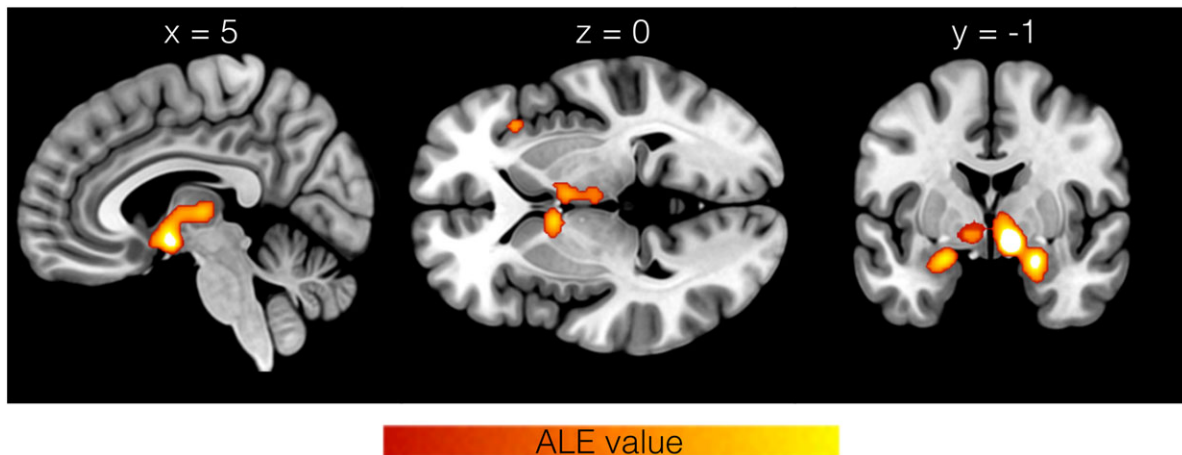 x = 5
z = 0
y = -1
ALE value